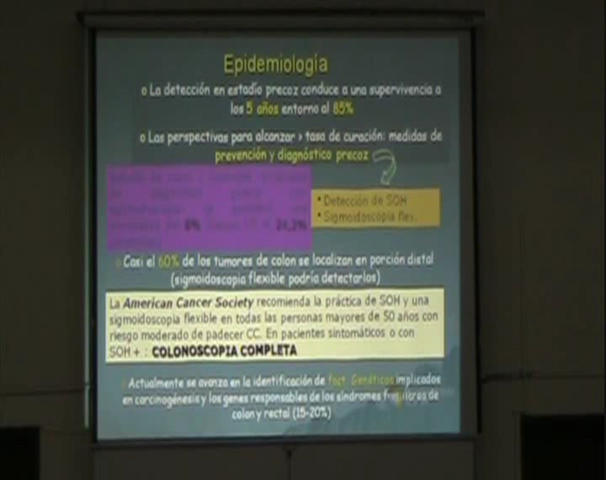 Epidemiología
o La detección en estadío precoz conduce a una supervivencia a
los 5 años entorno al 85%
o Las perspectivas para alcanzar > tasa de curación: medidas de
prevención y diagnóstico precoz
• Detección de SOH
• Sigmoidoscopia flex.
6% 24,2%
o Casi el 60% de los tumores de colon se localizan en porción distal
(sigmoidoscopia flexible podría detectarlos)
La American Cancer Society recomienda la práctica de SOH y una
sigmoidoscopia flexible en todas las personas mayores de 50 años con
riesgo moderado de padecer CC. En pacientes sintomáticos o con
SOH + : COLONOSCOPIA COMPLETA
Actualmente se avanza en la identificación de fact. Genéticos implicados
en carcinogénesis y los genes responsables de los síndromes familiares de
colon y rectal (15-20%)